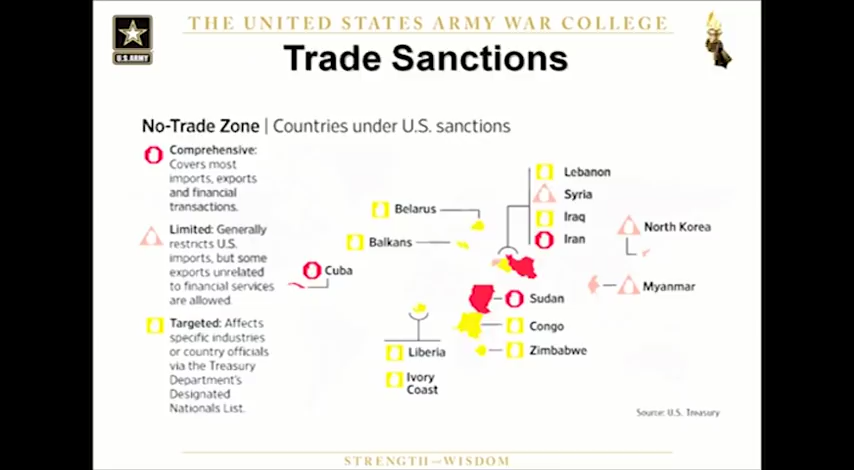 THE UNITED STATES ARMY WAR COLLEGE
U.S.ARMY
Trade Sanctions
No-Trade Zone | Countries under U.S. sanctions
Comprehensive:
Covers most
imports, exports
and financial
transactions.
Limited: Generally
restricts U.S.
imports, but some
exports unrelated
to financial services
are allowed.
Targeted: Affects
specific industries
or country officials
via the Treasury
Department's
Designated
Nationals List.
Cuba
Belarus
Balkans
Liberia
Ivory
Coast
Lebanon
Syria
Iraq
Iran
Sudan
Congo
Zimbabwe
North Korea
Myanmar
Source: U.S. Treasury
STRENGTH—WISDOM